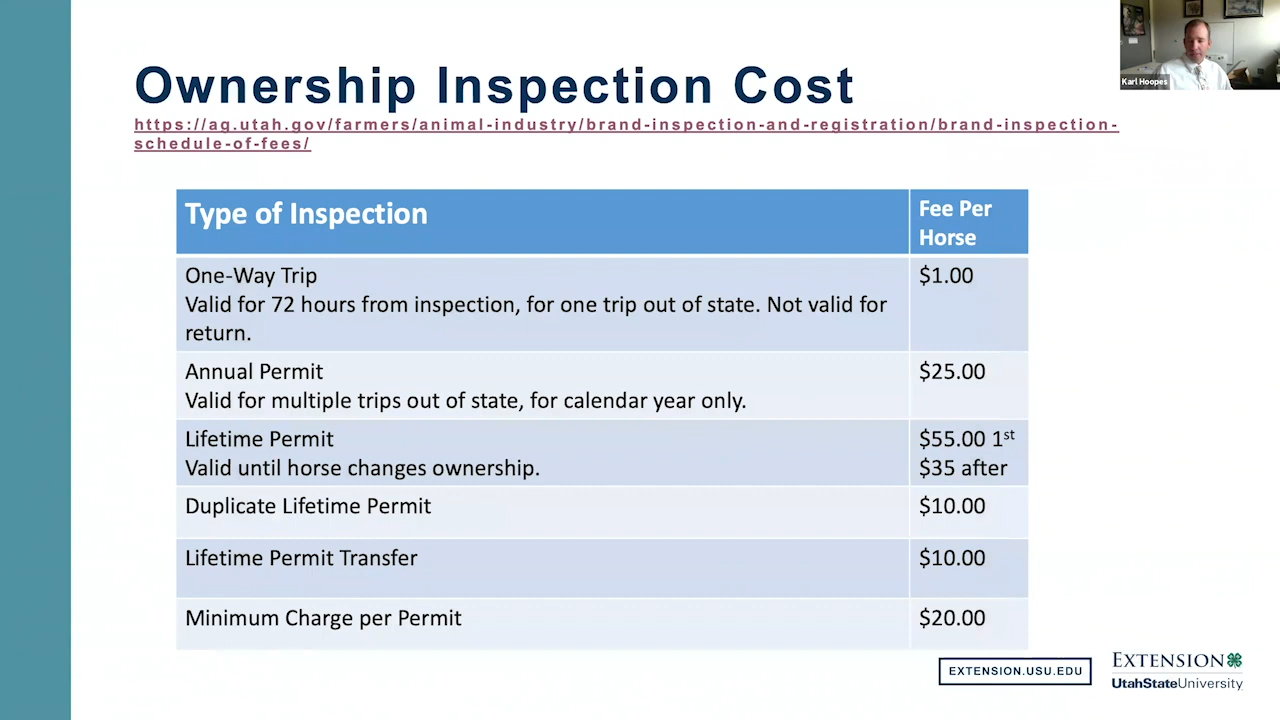 Karl Hoopes
Ownership Inspection Cost
https://ag.utah.gov/farmers/animal-industry/brand-inspection-and-registration/brand-inspection-
schedule-of-fees/
Type of Inspection
Fee Per
Horse
One-Way Trip
$1.00
Valid for 72 hours from inspection, for one trip out of state. Not valid for
return.
Annual Permit
$25.00
Valid for multiple trips out of state, for calendar year only.
Lifetime Permit
$55.00 1st
Valid until horse changes ownership.
$35 after
Duplicate Lifetime Permit
$10.00
Lifetime Permit Transfer
$10.00
Minimum Charge per Permit
$20.00
EXTENSION.USU.EDU
EXTENSION
UtahStateUniversity